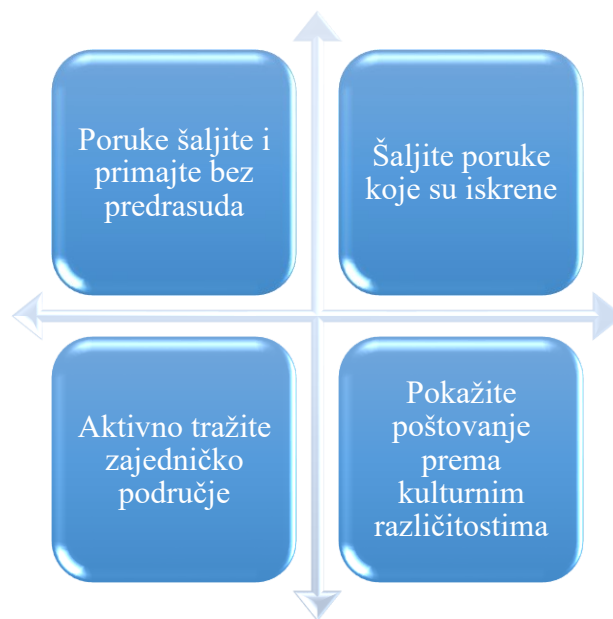 Poruke šaljite i
primajte bez
predrasuda
Šaljite poruke
koje su iskrene
Aktivno tražite
zajedničko
područje
Pokažite
poštovanje
prema
kulturnim
različitostima